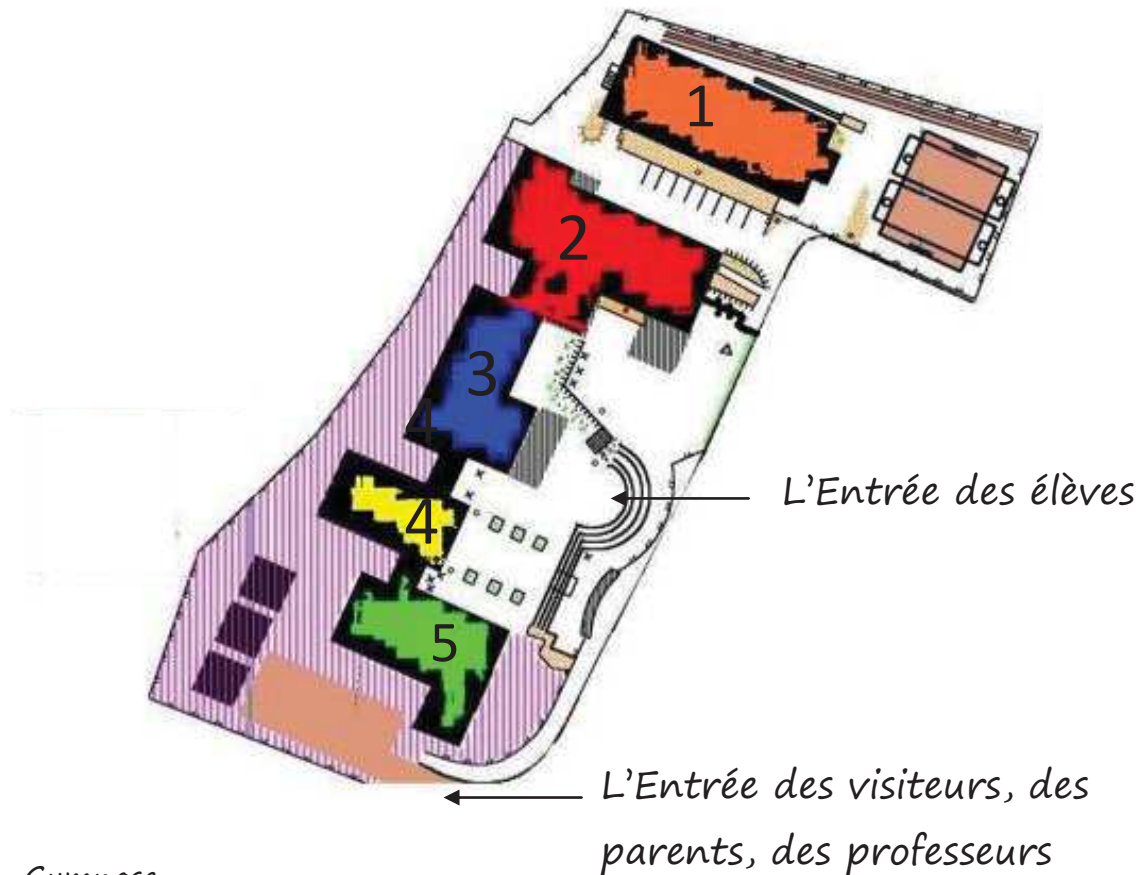 1
2
3
4
4
5
L'Entrée des élèves
L'Entrée des visiteurs, des
parents, des professeurs